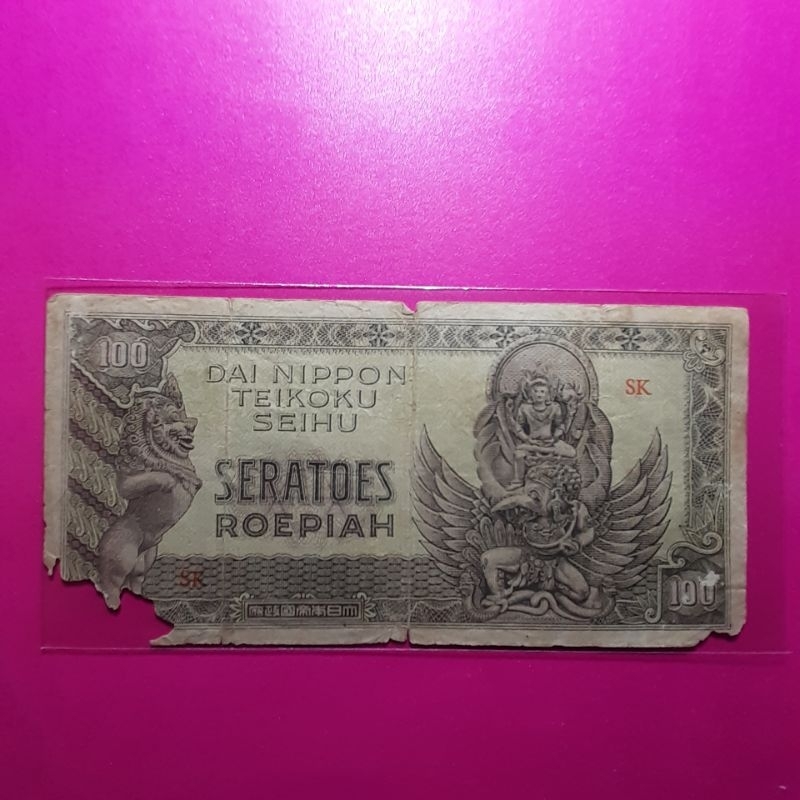 100
DAI NIPPON
TEIKOKU
SEIHU
SK
SERATOES
ROEPIAH
SK
100
府政國帝本日大